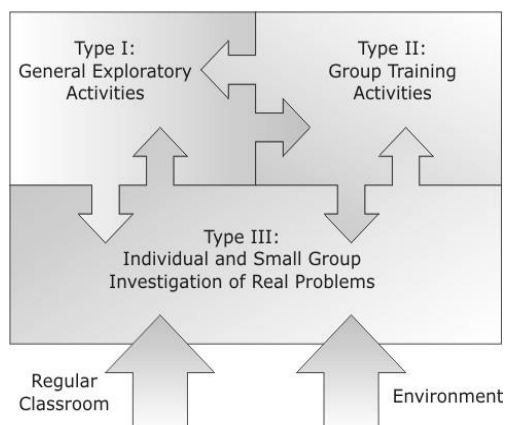 Type I:
General Exploratory
Activities
Type II:
Group Training
Activities
Type III:
Individual and Small Group
Investigation of Real Problems
Regular
Classroom
Environment